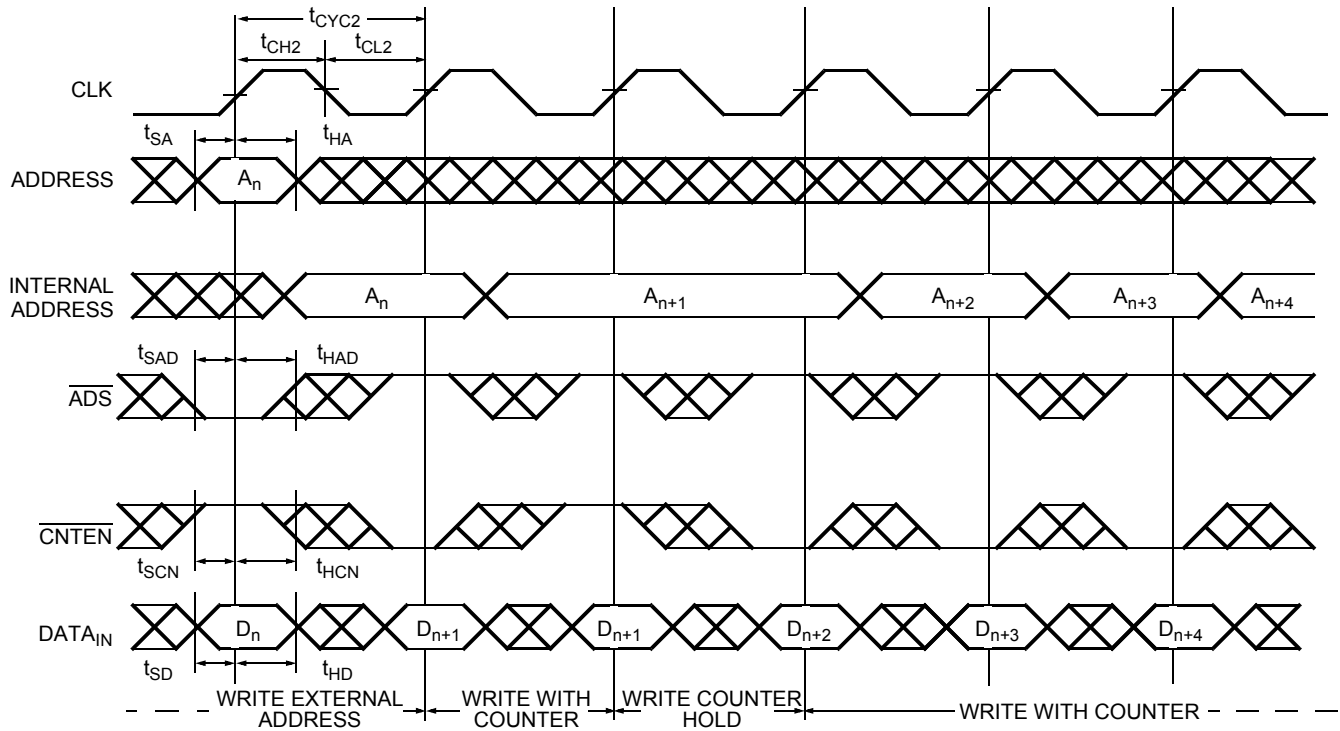 tCYC2
tCH2 tCL2
CLK
tSA tHA
ADDRESS An
INTERNAL
ADDRESS
An An+1 An+2 An+3 An+4
tSAD tHAD
ADS
CNTEN
tSCN tHCN
DATAIN Dn Dn+1 Dn+1 Dn+2 Dn+3 Dn+4
tSD tHD
WRITE EXTERNAL
ADDRESS
WRITE WITH
COUNTER
WRITE COUNTER
HOLD
WRITE WITH COUNTER